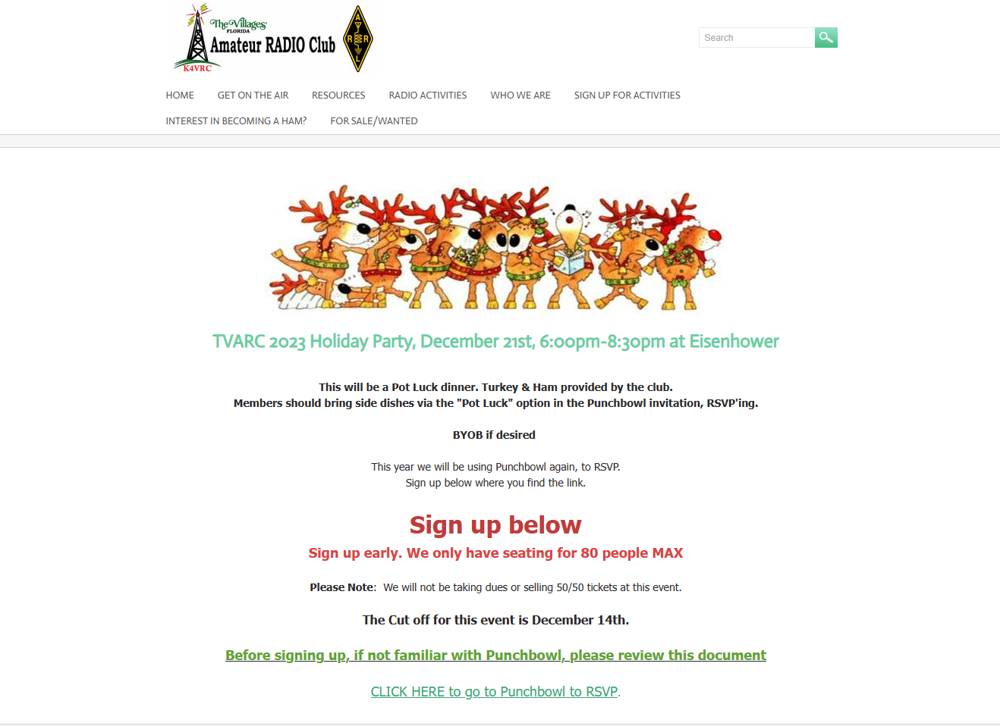 The Villages
FLORIDA
Amateur RADIO Club
K4VRC
A
R R
L
Search
HOME GET ON THE AIR RESOURCES RADIO ACTIVITIES WHO WE ARE SIGN UP FOR ACTIVITIES
INTEREST IN BECOMING A HAM? FOR SALE/WANTED
TVARC 2023 Holiday Party, December 21st, 6:00pm-8:30pm at Eisenhower
This will be a Pot Luck dinner. Turkey & Ham provided by the club.
Members should bring side dishes via the "Pot Luck" option in the Punchbowl invitation, RSVP'ing.
BYOB if desired
This year we will be using Punchbowl again, to RSVP.
Sign up below where you find the link.
Sign up below
Sign up early. We only have seating for 80 people MAX
Please Note:  We will not be taking dues or selling 50/50 tickets at this event.
The Cut off for this event is December 14th.
Before signing up, if not familiar with Punchbowl, please review this document
CLICK HERE to go to Punchbowl to RSVP.